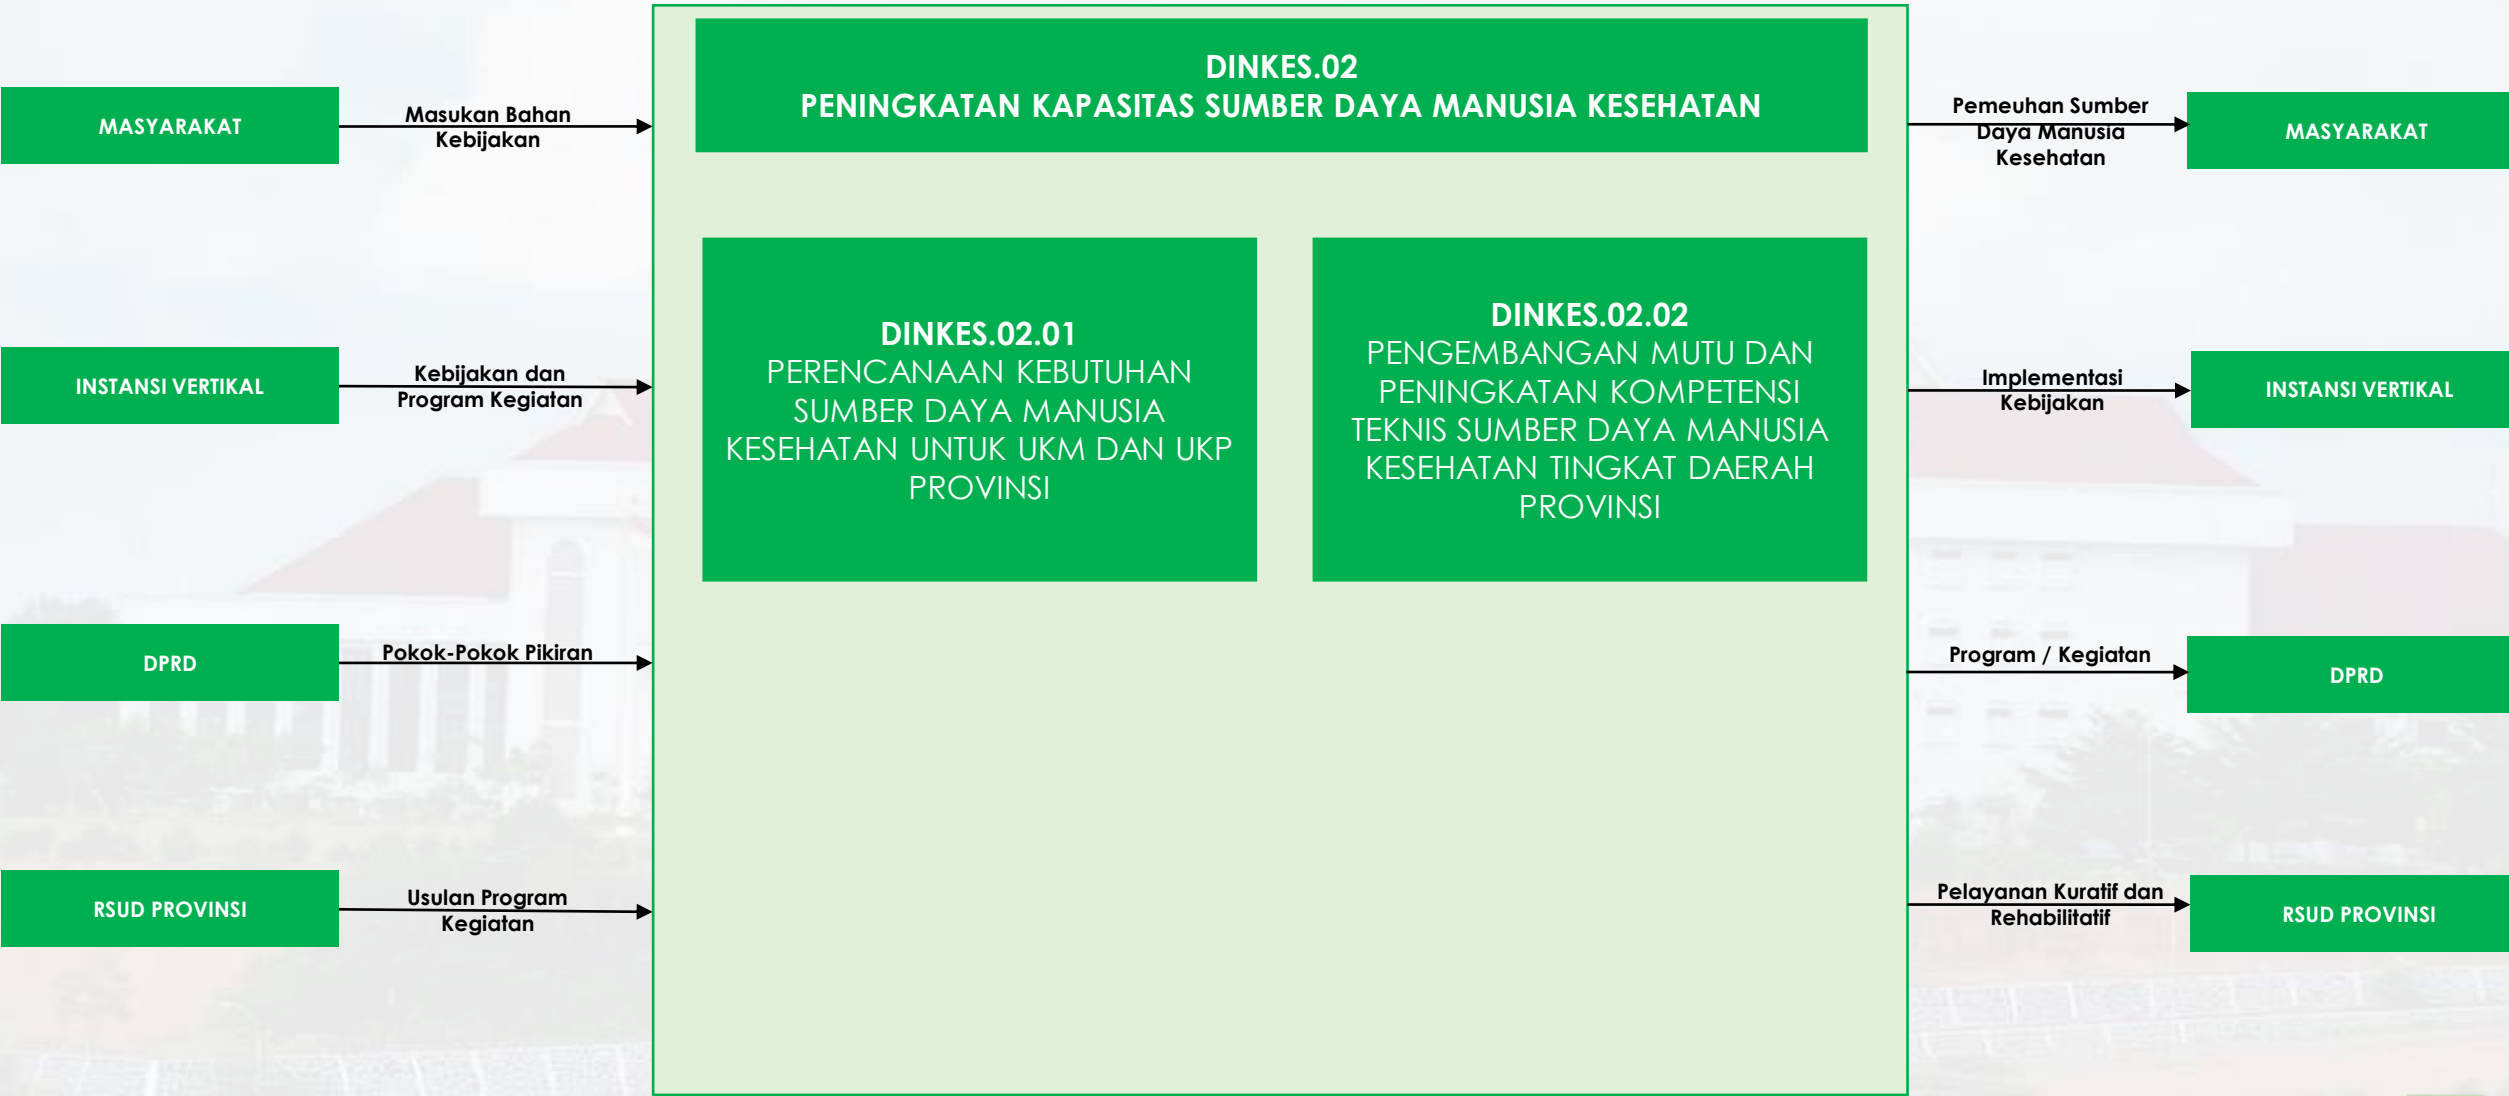 DINKES.02
PENINGKATAN KAPASITAS SUMBER DAYA MANUSIA KESEHATAN
MASYARAKAT
Masukan Bahan
Kebijakan
INSTANSI VERTIKAL
Kebijakan dan
Program Kegiatan
DPRD
Pokok-Pokok Pikiran
RSUD PROVINSI
Usulan Program
Kegiatan
DINKES.02.01
PERENCANAAN KEBUTUHAN
SUMBER DAYA MANUSIA
KESEHATAN UNTUK UKM DAN UKP
PROVINSI
DINKES.02.02
PENGEMBANGAN MUTU DAN
PENINGKATAN KOMPETENSI
TEKNIS SUMBER DAYA MANUSIA
KESEHATAN TINGKAT DAERAH
PROVINSI
Pemeuhan Sumber
Daya Manusia
Kesehatan
MASYARAKAT
Implementasi
Kebijakan
INSTANSI VERTIKAL
Program / Kegiatan
DPRD
Pelayanan Kuratif dan
Rehabilitatif
RSUD PROVINSI